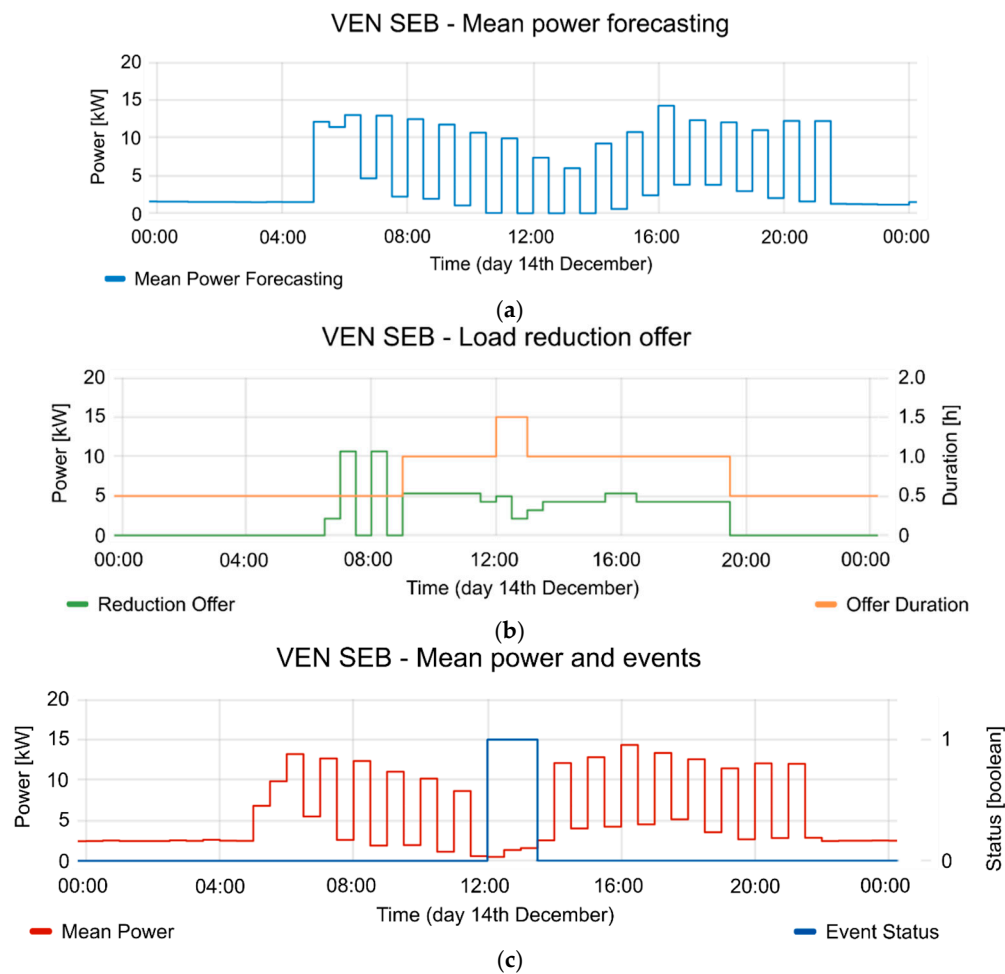 VEN SEB - Mean power forecasting
20
15
10
5
0
Power [kW]
00:00 04:00 08:00 12:00 16:00 20:00 00:00
Time (day 14th December)
Mean Power Forecasting
(a)
VEN SEB - Load reduction offer
20 2.0
15 1.5
10 1.0
5 0.5
0 0
Power [kW]
Duration [h]
00:00 04:00 08:00 12:00 16:00 20:00 00:00
Time (day 14th December)
Reduction Offer Offer Duration
(b)
VEN SEB - Mean power and events
20
15 1
10
5
0 0
Power [kW]
Status [boolean]
00:00 04:00 08:00 12:00 16:00 20:00 00:00
Time (day 14th December)
Mean Power Event Status
(c)